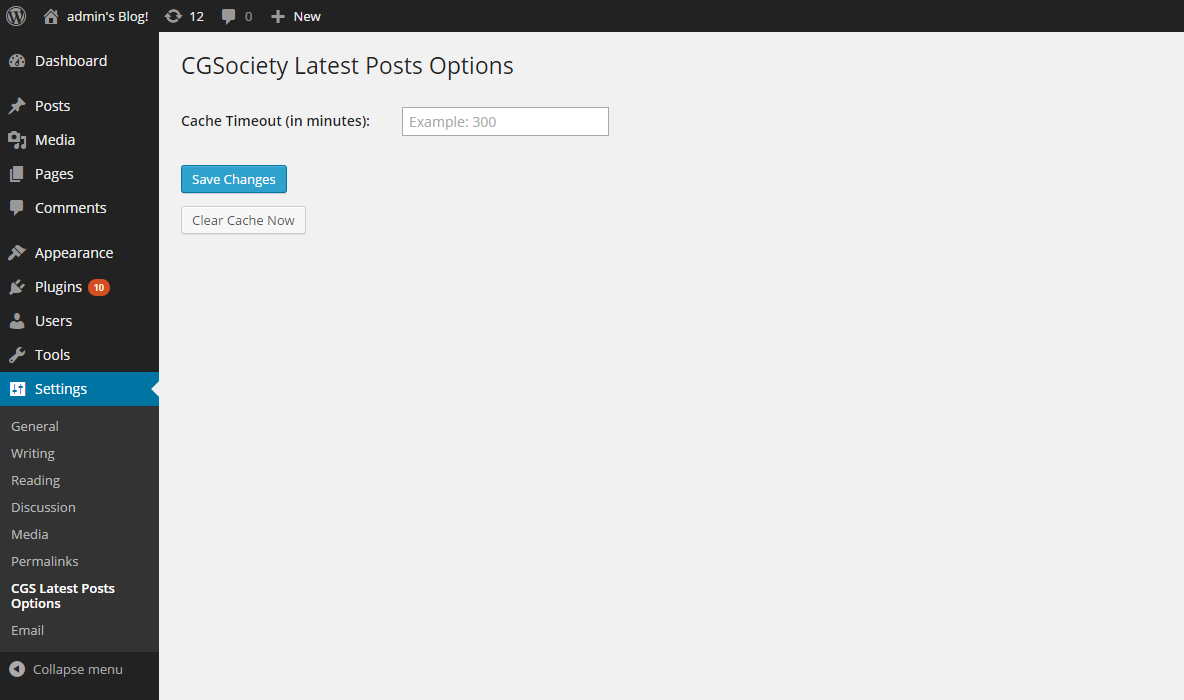 admin's Blog! 12 0 New
Dashboard
Posts
Media
Pages
Comments
Appearance
Plugins 10
Users
Tools
Settings
General
Writing
Reading
Discussion
Media
Permalinks
CGS Latest Posts
Options
Email
Collapse menu
CGSociety Latest Posts Options
Cache Timeout (in minutes): Example: 300
Save Changes
Clear Cache Now